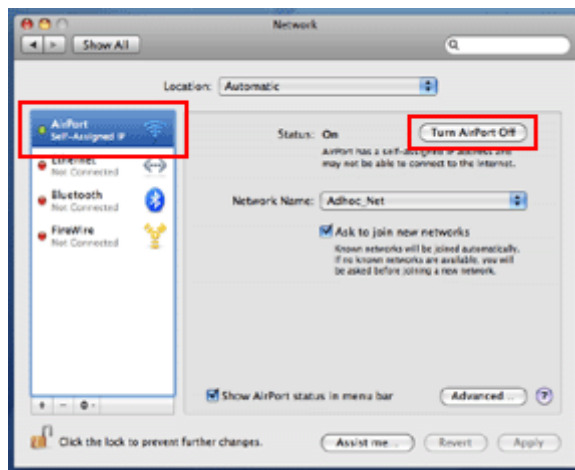 Network
Show All
Location: Automatic
AirPort
Self-Assigned IP
Ethernet
Not Connected
Bluetooth
Not Connected
FireWire
Not Connected
Status: On
Turn AirPort Off
AirPort has a self-assigned IP address and
may not be able to connect to the Internet.
Network Name: Adhoc_Net
Ask to join new networks
Known networks will be joined automatically.
If no known networks are available, you will
be asked before joining a new network.
Show AirPort status in menu bar
Advanced...
?
Click the lock to prevent further changes.
Assist me...
Revert
Apply